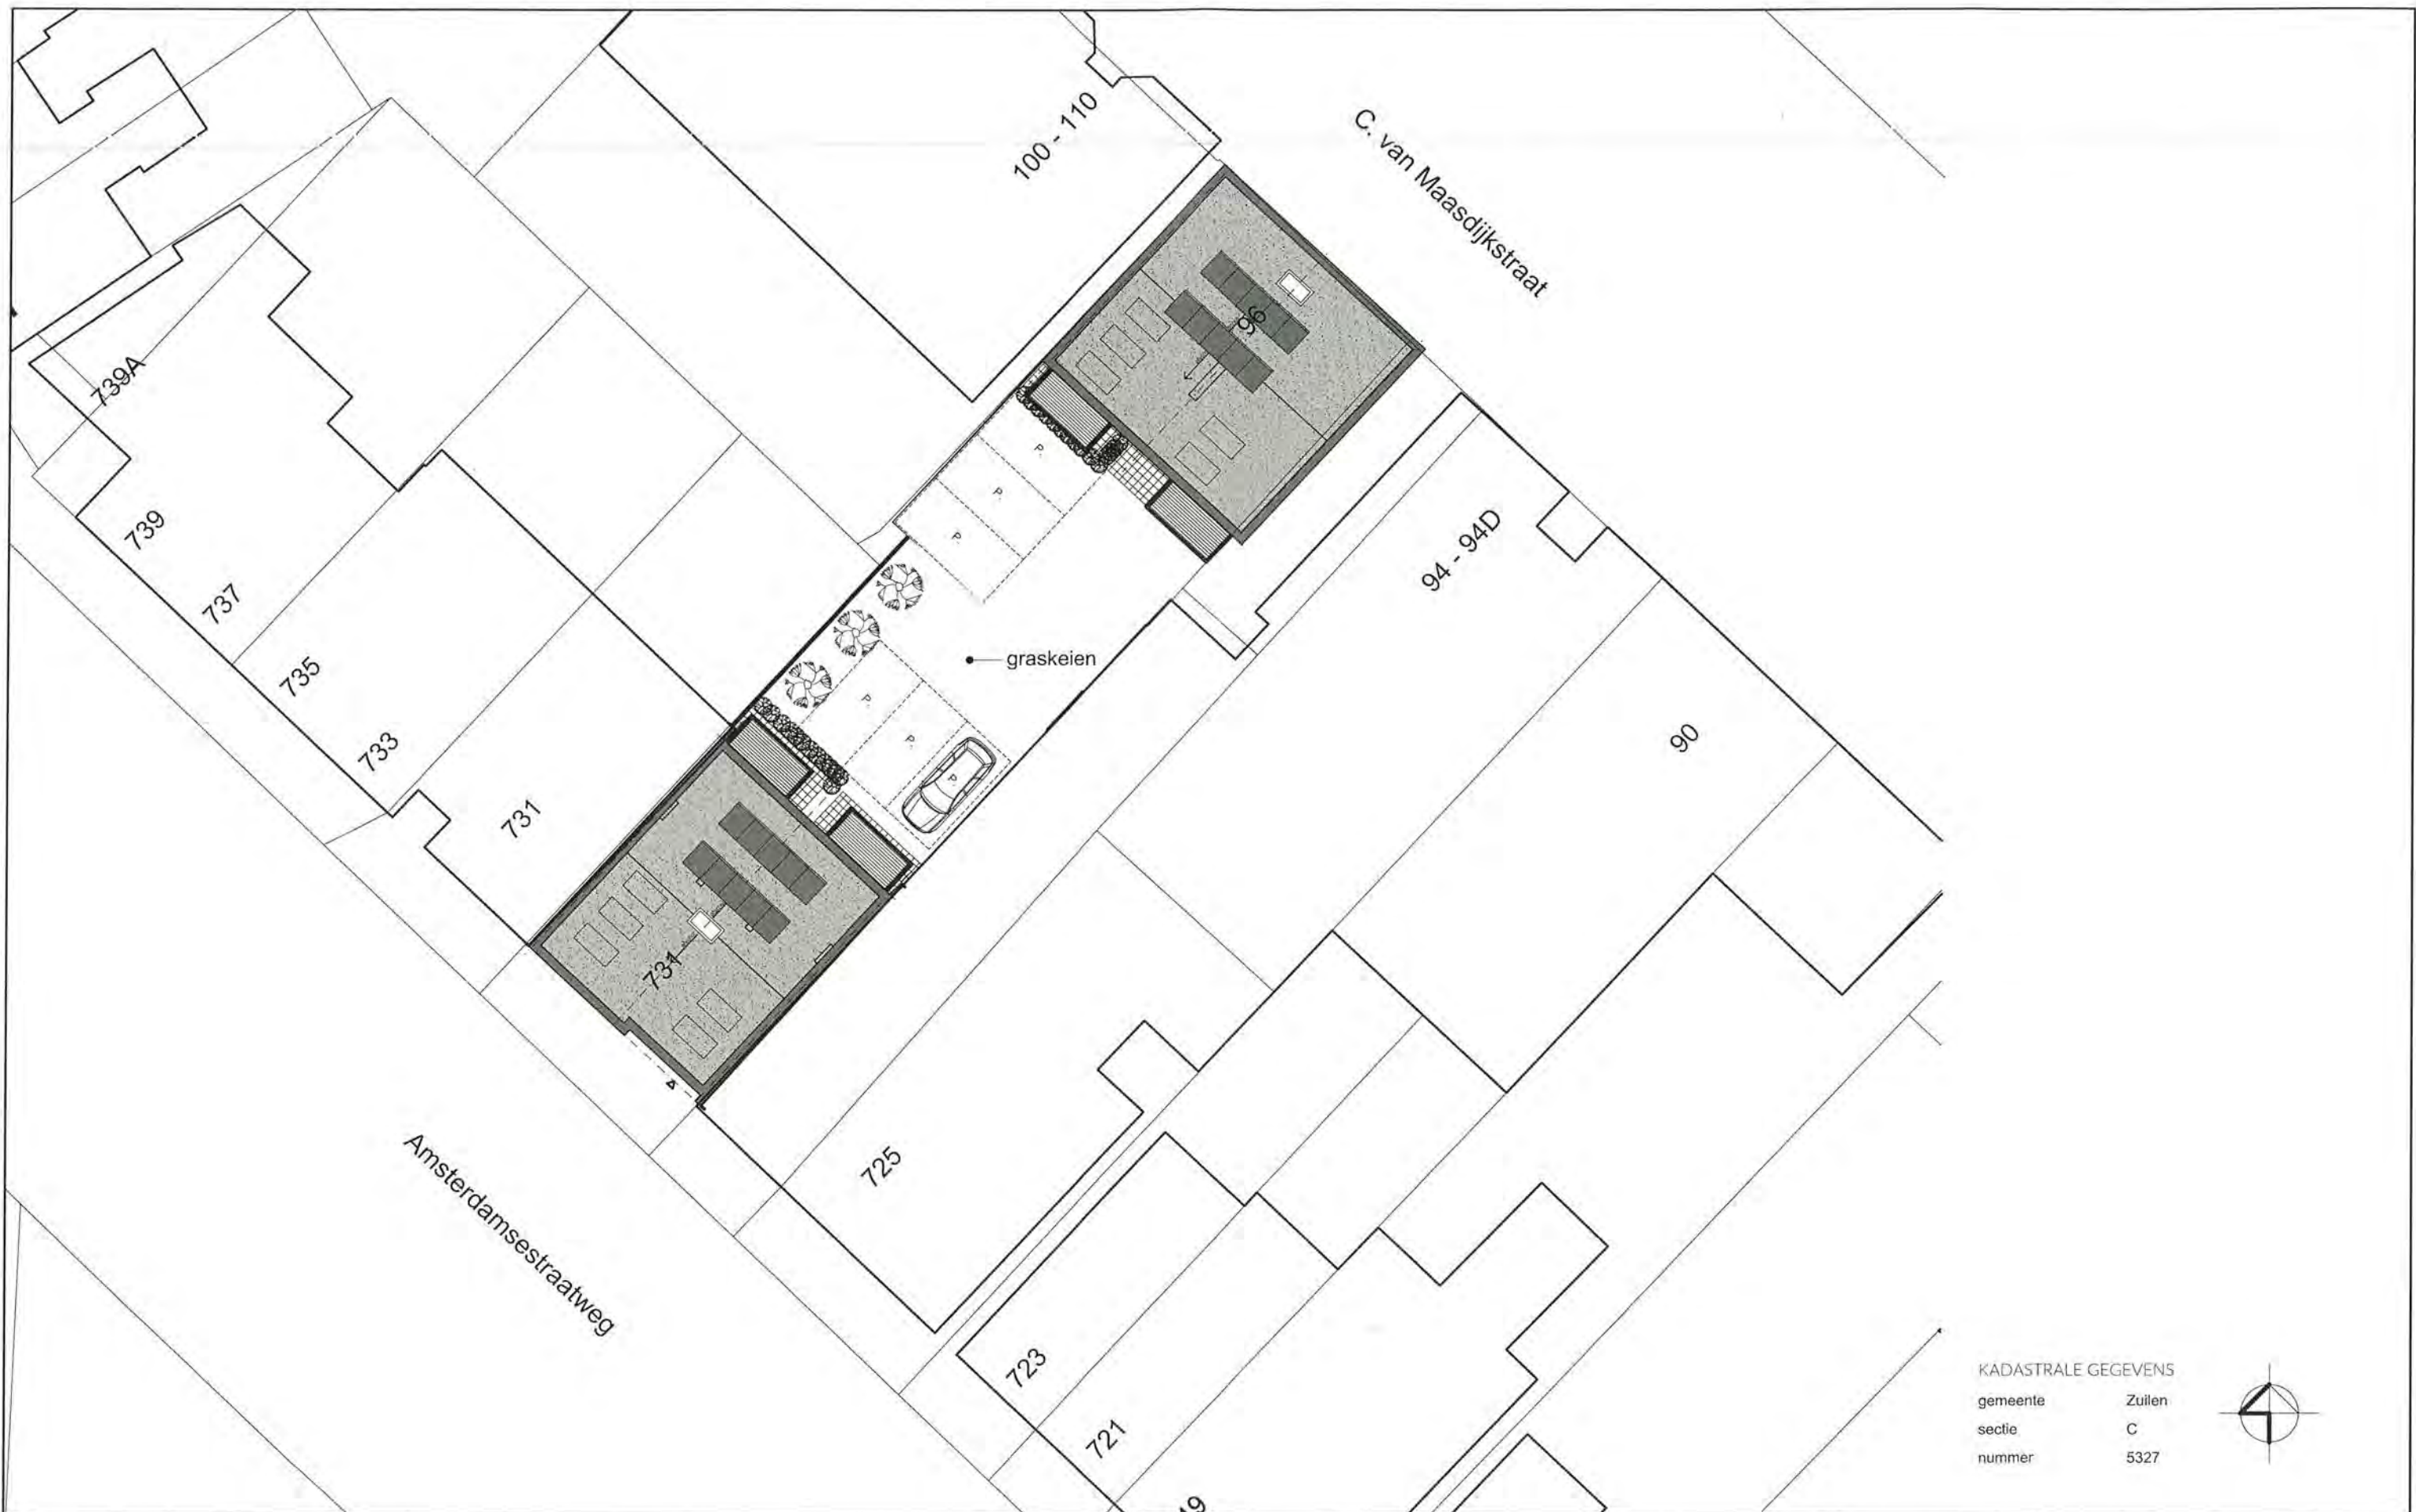 100 - 110
C. van Maasdijkstraat
96
739A
739
737
735
733
731
P.
P.
P.
94 - 94D
graskeien
P.
P.
P.
90
731
725
Amsterdamsestraatweg
723
721
KADASTRALE GEGEVENS
gemeente Zuilen
sectie C
nummer 5327